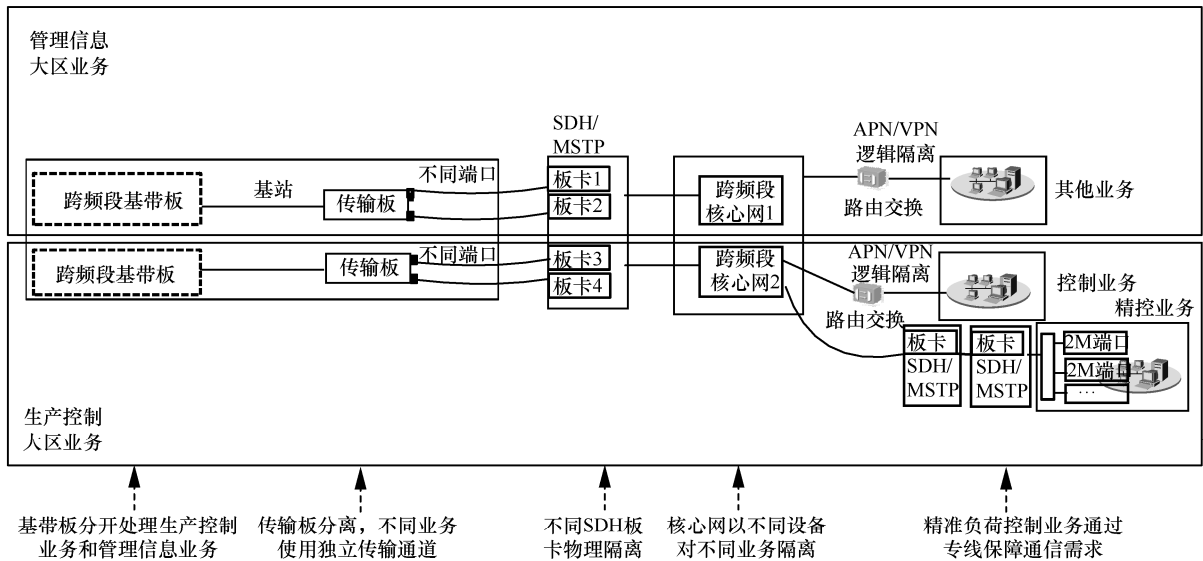 管理信息
大区业务
SDH/
MSTP
APN/VPN
逻辑隔离
不同端口
跨频段基带板
基站
传输板
板卡1
板卡2
跨频段
核心网1
路由交换
其他业务
跨频段基带板
传输板
不同端口
板卡3
板卡4
跨频段
核心网2
APN/VPN
逻辑隔离
路由交换
控制业务
精控业务
板卡
SDH/
MSTP
板卡
SDH/
MSTP
2M端口
2M端口
…
生产控制
大区业务
基带板分开处理生产控制
业务和管理信息业务
传输板分离，不同业务
使用独立传输通道
不同SDH板
卡物理隔离
核心网以不同设备
对不同业务隔离
精准负荷控制业务通过
专线保障通信需求